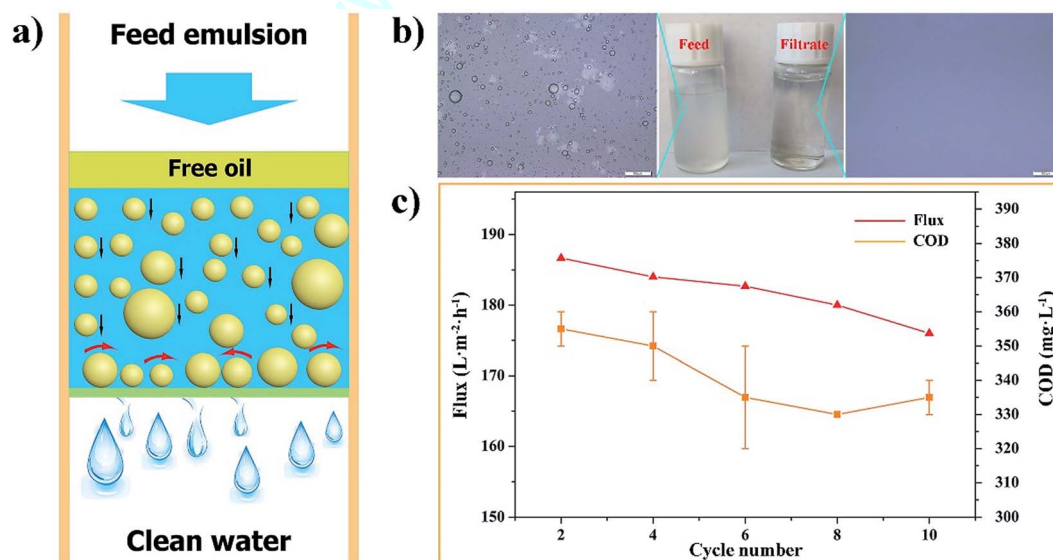 a)
Feed emulsion
Free oil
Clean water
b)
Feed
Filtrate
c)
Flux
COD
Flux (L·m⁻²·h⁻¹)
190
180
170
160
150
COD (mg·L⁻¹)
390
380
370
360
350
340
330
320
310
300
2
4
6
8
10
Cycle number